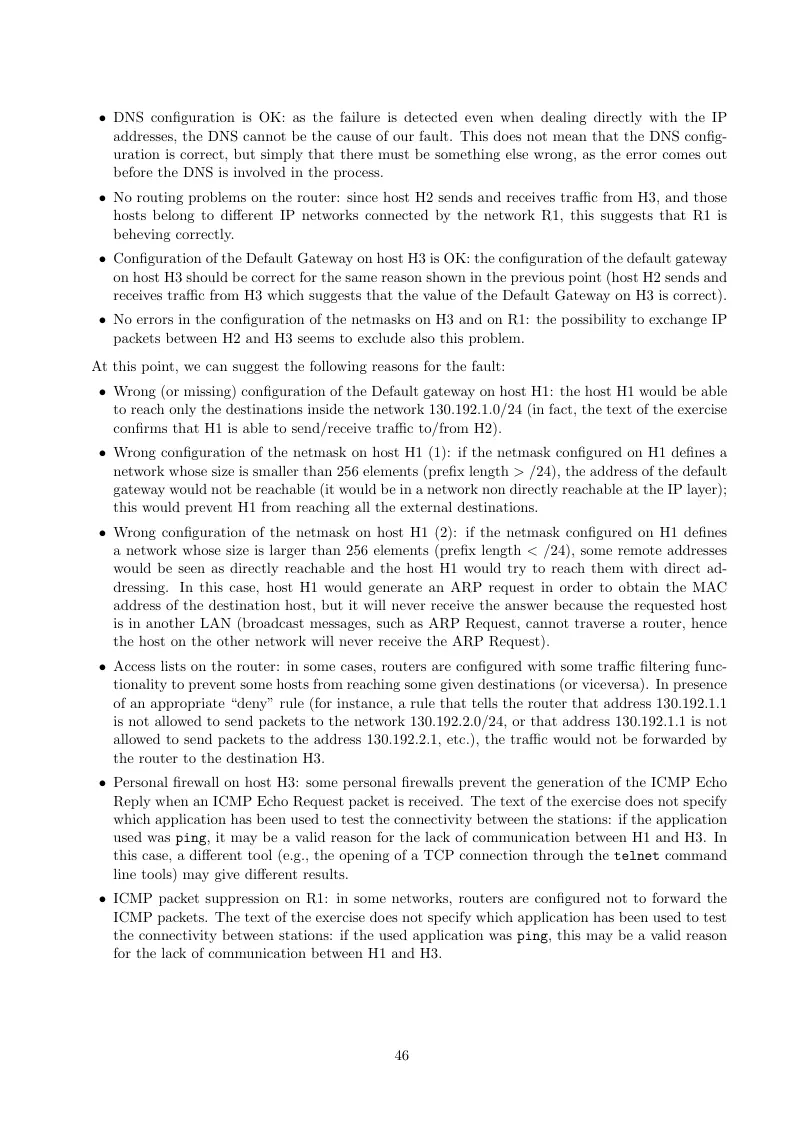 • DNS configuration is OK: as the failure is detected even when dealing directly with the IP
addresses, the DNS cannot be the cause of our fault. This does not mean that the DNS config-
uration is correct, but simply that there must be something else wrong, as the error comes out
before the DNS is involved in the process.
• No routing problems on the router: since host H2 sends and receives traffic from H3, and those
hosts belong to different IP networks connected by the network R1, this suggests that R1 is
beheving correctly.
• Configuration of the Default Gateway on host H3 is OK: the configuration of the default gateway
on host H3 should be correct for the same reason shown in the previous point (host H2 sends and
receives traffic from H3 which suggests that the value of the Default Gateway on H3 is correct).
• No errors in the configuration of the netmasks on H3 and on R1: the possibility to exchange IP
packets between H2 and H3 seems to exclude also this problem.
At this point, we can suggest the following reasons for the fault:
• Wrong (or missing) configuration of the Default gateway on host H1: the host H1 would be able
to reach only the destinations inside the network 130.192.1.0/24 (in fact, the text of the exercise
confirms that H1 is able to send/receive traffic to/from H2).
• Wrong configuration of the netmask on host H1 (1): if the netmask configured on H1 defines a
network whose size is smaller than 256 elements (prefix length > /24), the address of the default
gateway would not be reachable (it would be in a network non directly reachable at the IP layer);
this would prevent H1 from reaching all the external destinations.
• Wrong configuration of the netmask on host H1 (2): if the netmask configured on H1 defines
a network whose size is larger than 256 elements (prefix length < /24), some remote addresses
would be seen as directly reachable and the host H1 would try to reach them with direct ad-
dressing. In this case, host H1 would generate an ARP request in order to obtain the MAC
address of the destination host, but it will never receive the answer because the requested host
is in another LAN (broadcast messages, such as ARP Request, cannot traverse a router, hence
the host on the other network will never receive the ARP Request).
• Access lists on the router: in some cases, routers are configured with some traffic filtering func-
tionality to prevent some hosts from reaching some given destinations (or viceversa). In presence
of an appropriate “deny” rule (for instance, a rule that tells the router that address 130.192.1.1
is not allowed to send packets to the network 130.192.2.0/24, or that address 130.192.1.1 is not
allowed to send packets to the address 130.192.2.1, etc.), the traffic would not be forwarded by
the router to the destination H3.
• Personal firewall on host H3: some personal firewalls prevent the generation of the ICMP Echo
Reply when an ICMP Echo Request packet is received. The text of the exercise does not specify
which application has been used to test the connectivity between the stations: if the application
used was ping, it may be a valid reason for the lack of communication between H1 and H3. In
this case, a different tool (e.g., the opening of a TCP connection through the telnet command
line tools) may give different results.
• ICMP packet suppression on R1: in some networks, routers are configured not to forward the
ICMP packets. The text of the exercise does not specify which application has been used to test
the connectivity between stations: if the used application was ping, this may be a valid reason
for the lack of communication between H1 and H3.
46